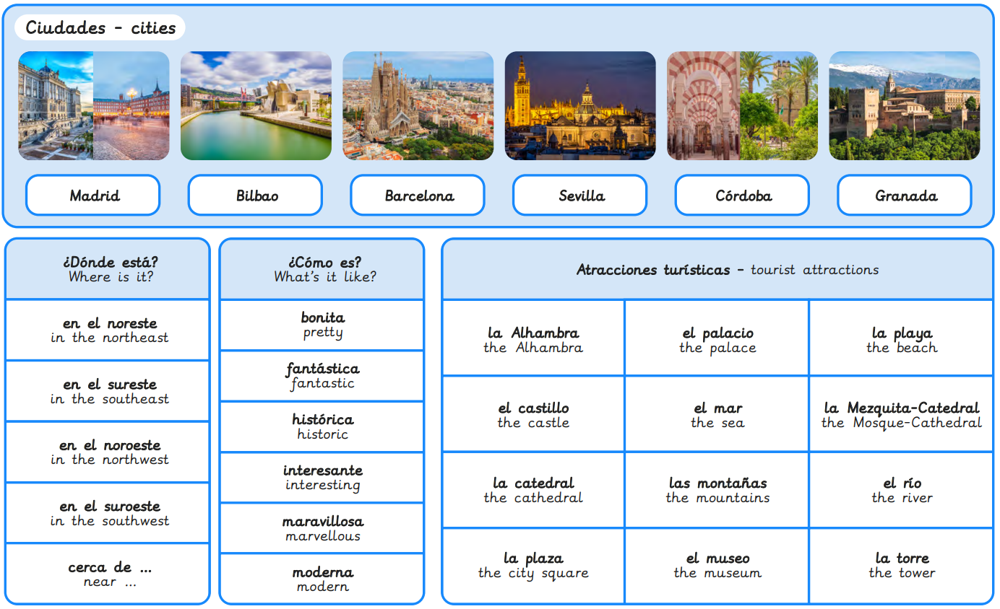 Ciudades - cities
Madrid
Bilbao
Barcelona
Sevilla
Córdoba
Granada
¿Dónde está?
Where is it?
en el noreste
in the northeast
en el sureste
in the southeast
en el noroeste
in the northwest
en el suroeste
in the southwest
cerca de ...
near ...
¿Cómo es?
What's it like?
bonita
pretty
fantástica
fantastic
histórica
historic
interesante
interesting
maravillosa
marvellous
moderna
modern
Atracciones turísticas - tourist attractions
la Alhambra
the Alhambra
el palacio
the palace
la playa
the beach
el castillo
the castle
el mar
the sea
la Mezquita-Catedral
the Mosque-Cathedral
la catedral
the cathedral
las montañas
the mountains
el río
the river
la plaza
the city square
el museo
the museum
la torre
the tower